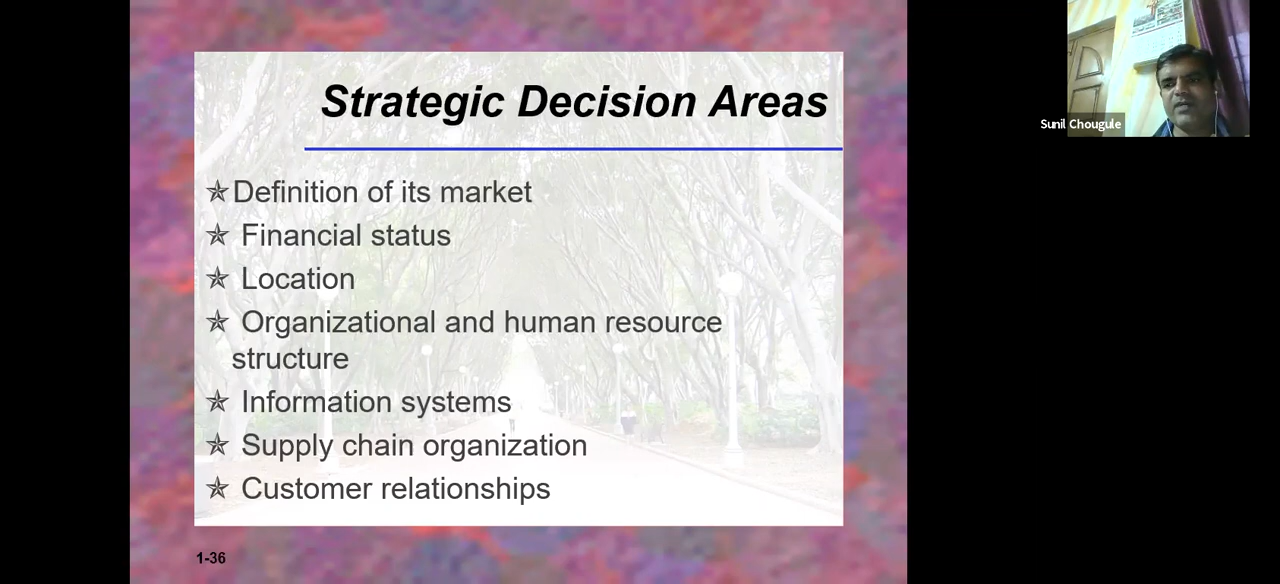 Strategic Decision Areas
✯Definition of its market
✯ Financial status
✯ Location
✯ Organizational and human resource
structure
✯ Information systems
✯ Supply chain organization
✯ Customer relationships
1-36
Sunil Chougule